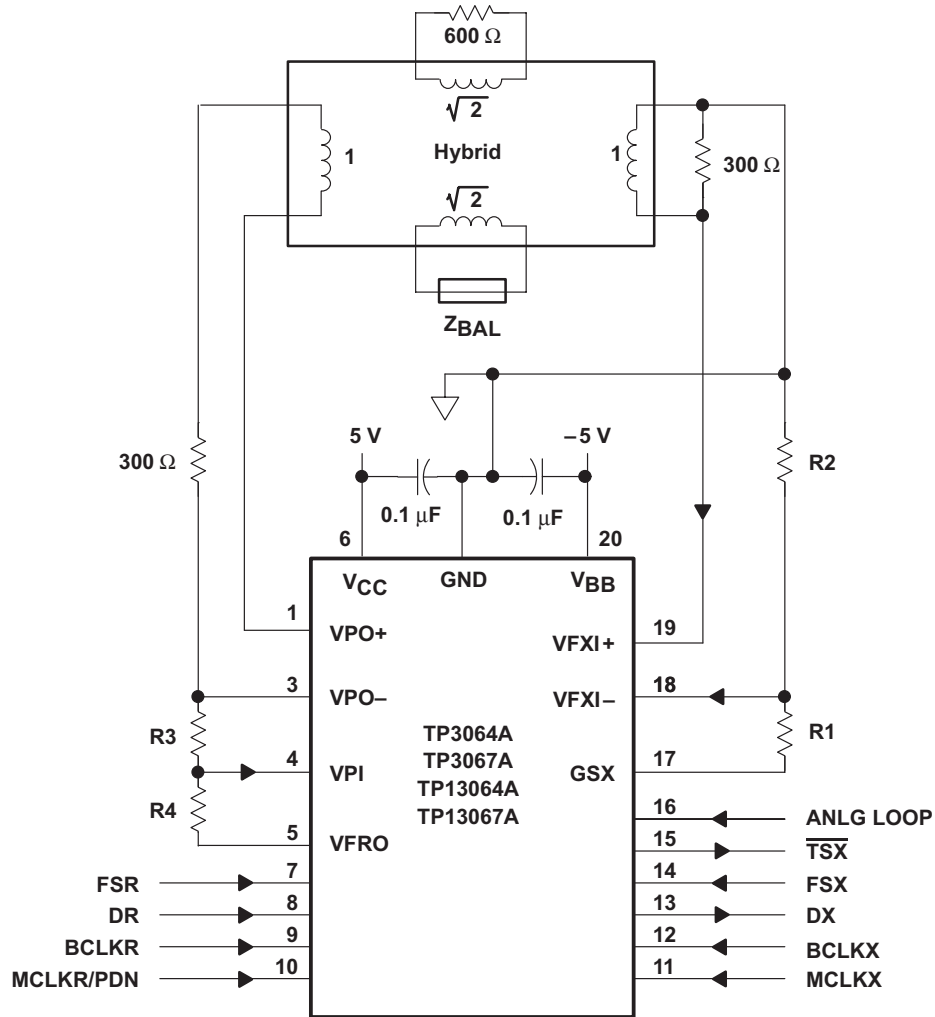 600 Ω
√2
1
Hybrid
1
300 Ω
√2
ZBAL
5 V
–5 V
300 Ω
R2
0.1 µF
0.1 µF
6
20
VCC
GND
VBB
1
VPO+
19
VFXI+
3
VPO–
18
VFXI–
R3
TP3064A
TP3067A
TP13064A
TP13067A
R1
4
VPI
17
GSX
R4
16
ANLG LOOP
5
VFRO
15
TSX
FSR
7
14
FSX
DR
8
13
DX
BCLKR
9
12
BCLKX
MCLKR/PDN
10
11
MCLKX